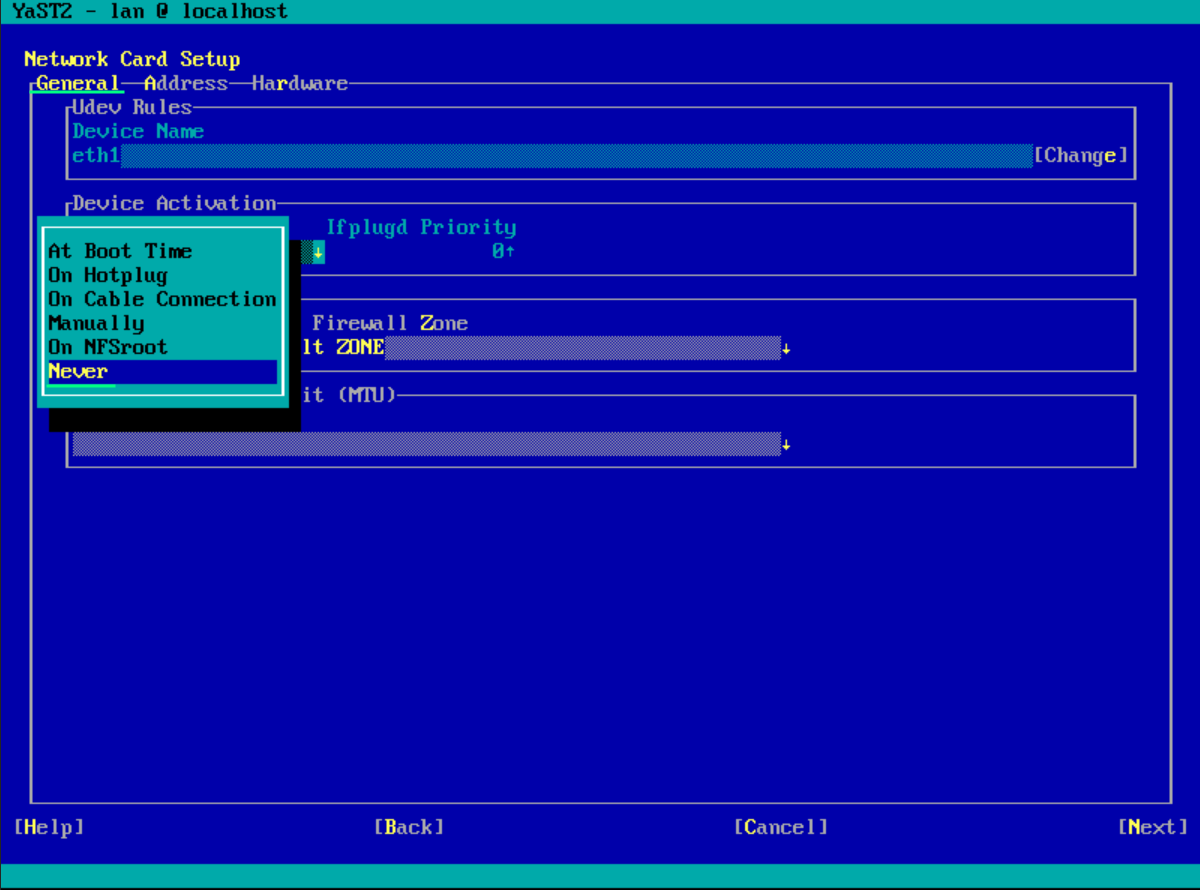 YaST2 - lan @ localhost
Network Card Setup
General Address Hardware
Udev Rules
Device Name
eth1 [Change]
Device Activation
Ifplugd Priority
0↑
At Boot Time ↓
On Hotplug
On Cable Connection
Manually
On NFSroot
Never
Firewall Zone
lt ZONE ↓
it (MTU)
↓
[Help] [Back] [Cancel] [Next]